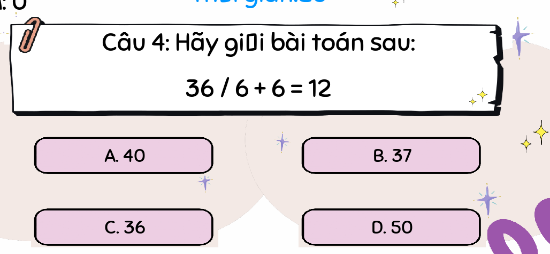 Câu 4: Hãy gi▯i bài toán sau:
36 / 6 + 6 = 12
A. 40
B. 37
C. 36
D. 50